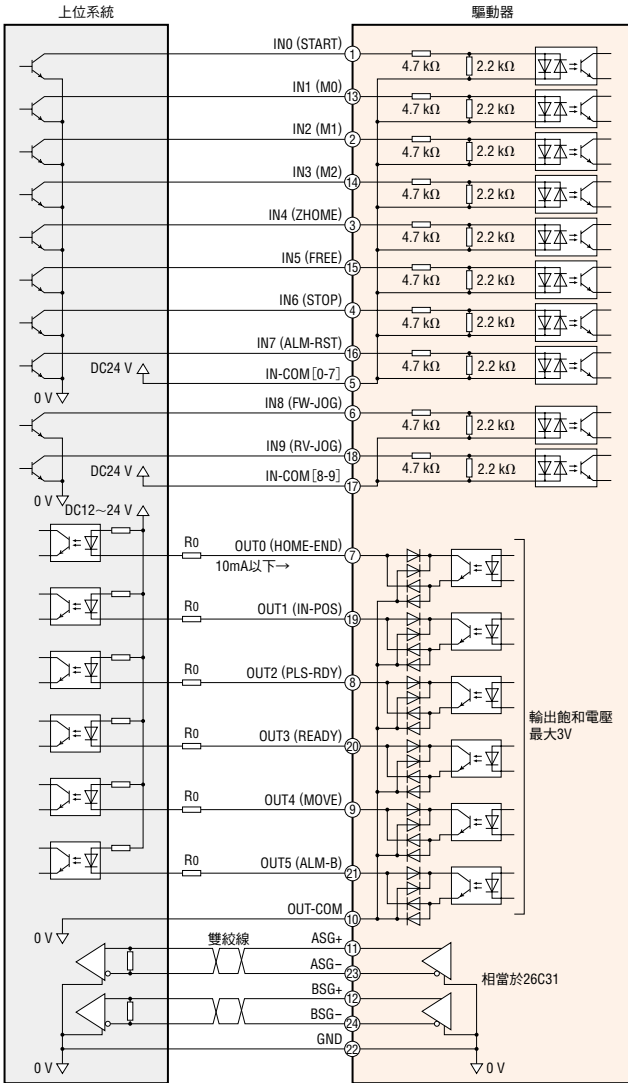 上位系統
驅動器
IN0 (START) ① 4.7 kΩ 2.2 kΩ
IN1 (M0) ⑬ 4.7 kΩ 2.2 kΩ
IN2 (M1) ② 4.7 kΩ 2.2 kΩ
IN3 (M2) ⑭ 4.7 kΩ 2.2 kΩ
IN4 (ZHOME) ③ 4.7 kΩ 2.2 kΩ
IN5 (FREE) ⑮ 4.7 kΩ 2.2 kΩ
IN6 (STOP) ④ 4.7 kΩ 2.2 kΩ
IN7 (ALM-RST) ⑯ 4.7 kΩ 2.2 kΩ
DC24 V IN-COM [0-7] ⑤
0 V
IN8 (FW-JOG) ⑥ 4.7 kΩ 2.2 kΩ
IN9 (RV-JOG) ⑱ 4.7 kΩ 2.2 kΩ
DC24 V IN-COM [8-9] ⑰
0 V
DC12~24 V
R0 OUT0 (HOME-END) ⑦
10mA以下→
R0 OUT1 (IN-POS) ⑲
R0 OUT2 (PLS-RDY) ⑧
R0 OUT3 (READY) ⑳
R0 OUT4 (MOVE) ⑨
R0 OUT5 (ALM-B) ㉑
輸出飽和電壓
最大3V
OUT-COM ⑩
0 V
雙絞線 ASG+ ⑪
ASG− ㉓
相當於26C31
BSG+ ⑫
BSG− ㉔
GND ㉒
0 V
0 V